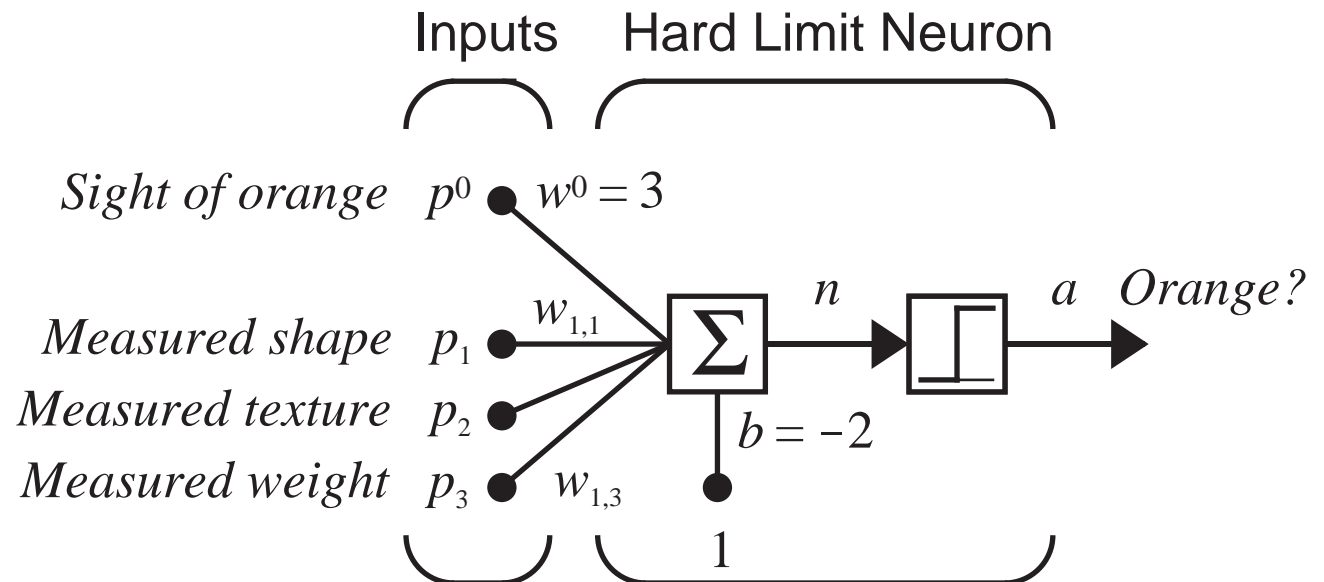 Inputs Hard Limit Neuron
Sight of orange p⁰ w⁰ = 3
n a Orange?
w₁,₁
Measured shape p₁ Σ
Measured texture p₂
b = -2
Measured weight p₃ w₁,₃
1